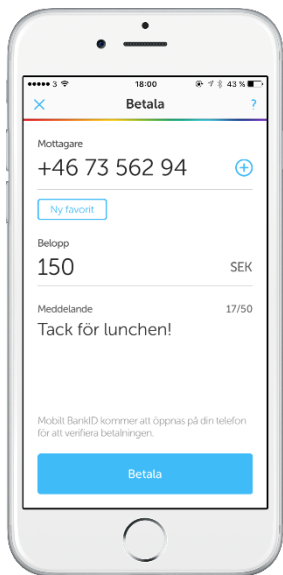 3 18:00 43 %
Betala ?
Mottagare
+46 73 562 94
Ny favorit
Belopp
150 SEK
Meddelande 17/50
Tack för lunchen!
Mobilt BankID kommer att öppnas på din telefon
för att verifiera betalningen.
Betala